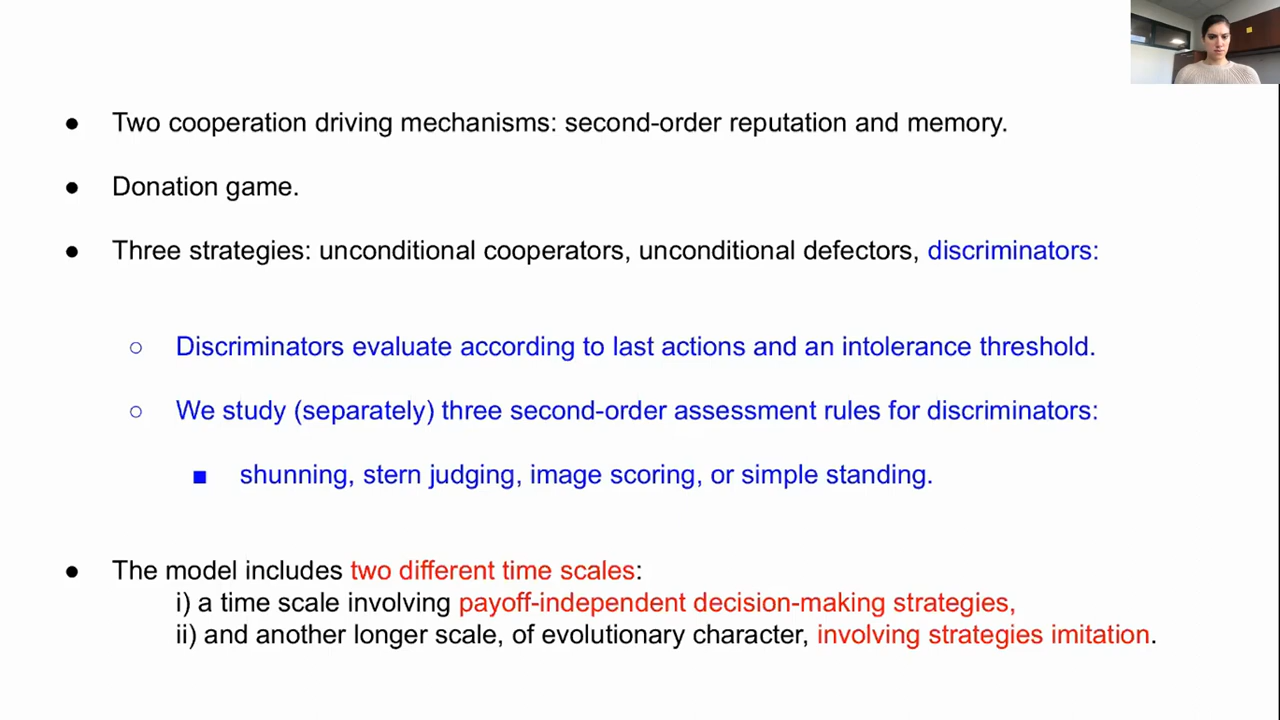 ● Two cooperation driving mechanisms: second-order reputation and memory.
● Donation game.
● Three strategies: unconditional cooperators, unconditional defectors, discriminators:
○ Discriminators evaluate according to last actions and an intolerance threshold.
○ We study (separately) three second-order assessment rules for discriminators:
■ shunning, stern judging, image scoring, or simple standing.
● The model includes two different time scales:
i) a time scale involving payoff-independent decision-making strategies,
ii) and another longer scale, of evolutionary character, involving strategies imitation.